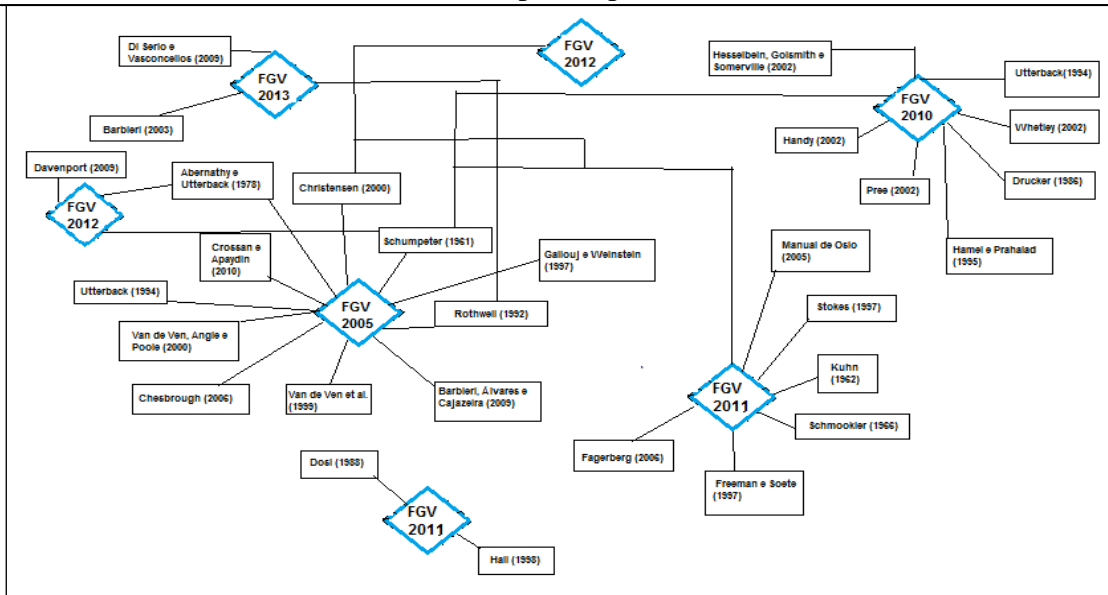 Di Serio e
Vasconcellos (2009)
FGV
2013
Barbieri (2003)
FGV
2012
Hesselbein, Golsmith e
Somerville (2002)
Utterback(1994)
FGV
2010
Whetley (2002)
Handy (2002)
Pree (2002)
Drucker (1986)
Hamel e Prahalad
(1995)
Davenport (2009)
FGV
2012
Abernathy e
Utterback (1978)
Christensen (2000)
Schumpeter (1961)
Crossan e
Apaydin
(2010)
Gallouj e Weinstein
(1997)
Utterback (1994)
FGV
2005
Rothwell (1992)
Van de Ven, Angle e
Poole (2000)
Chesbrough (2006)
Van de Ven et al.
(1999)
Barbieri, Álvares e
Cajazeira (2009)
Manual de Oslo
(2005)
Stokes (1997)
Kuhn
(1962)
FGV
2011
Schmookler (1966)
Fagerberg (2006)
Freeman e Soete
(1997)
Dosi (1988)
FGV
2011
Hall (1998)